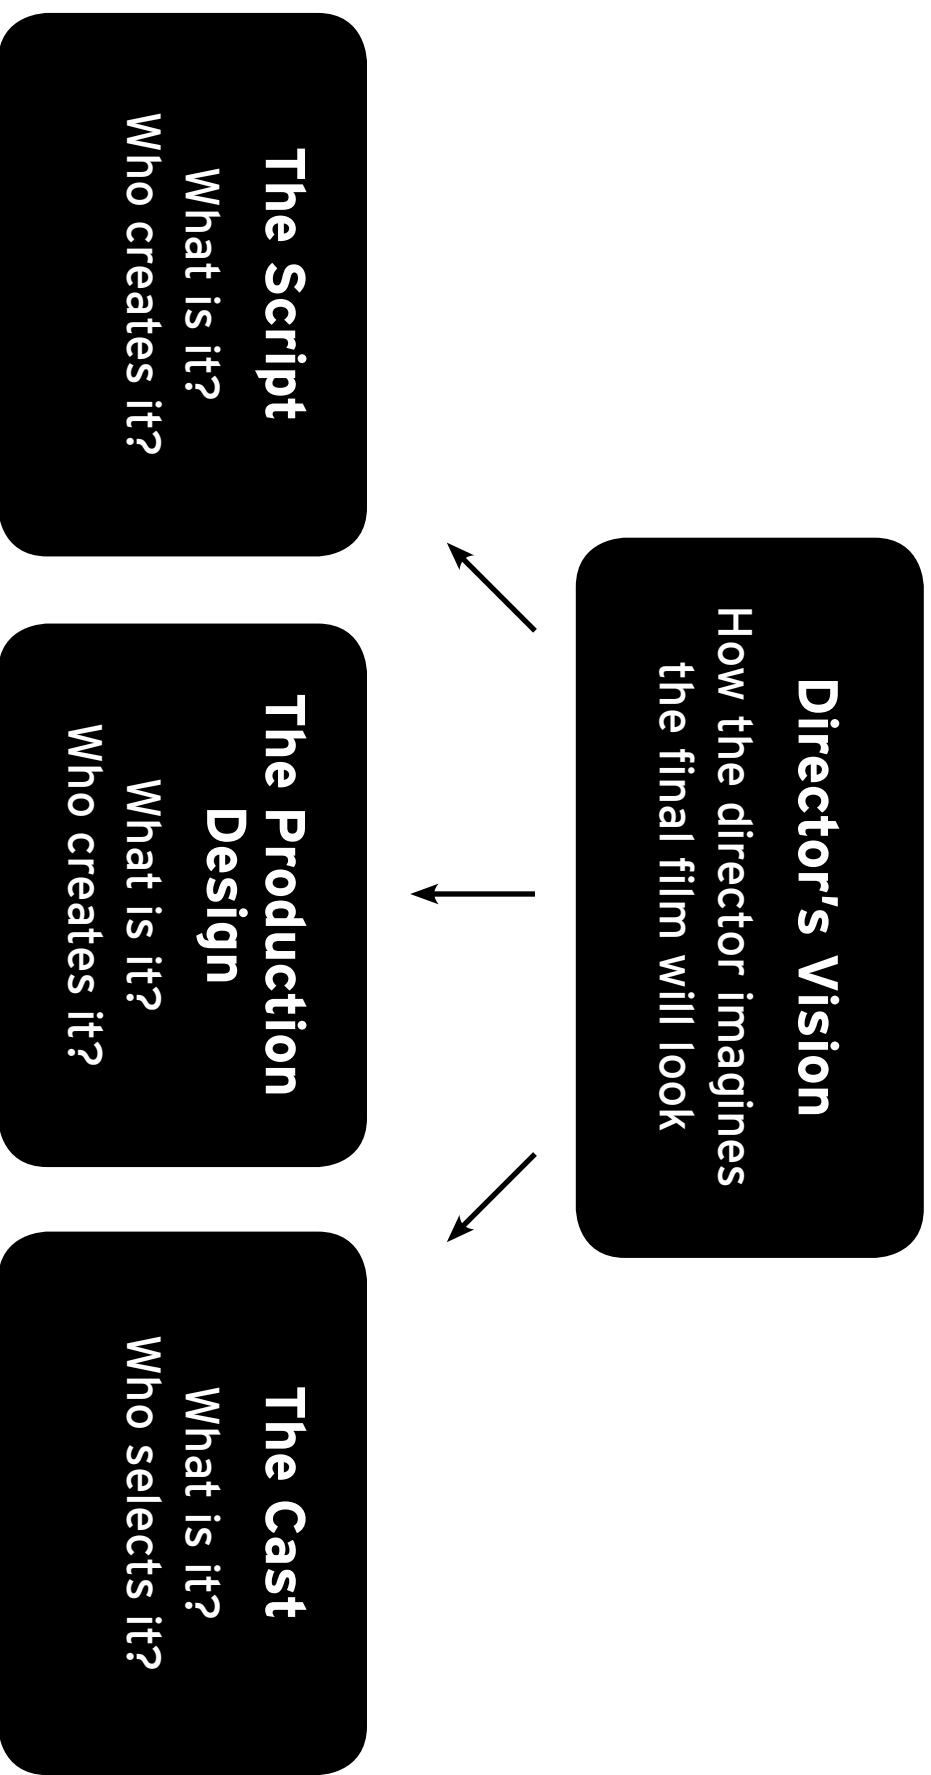 Director's Vision
How the director imagines
the final film will look
The Script
What is it?
Who creates it?
The Production
Design
What is it?
Who creates it?
The Cast
What is it?
Who selects it?